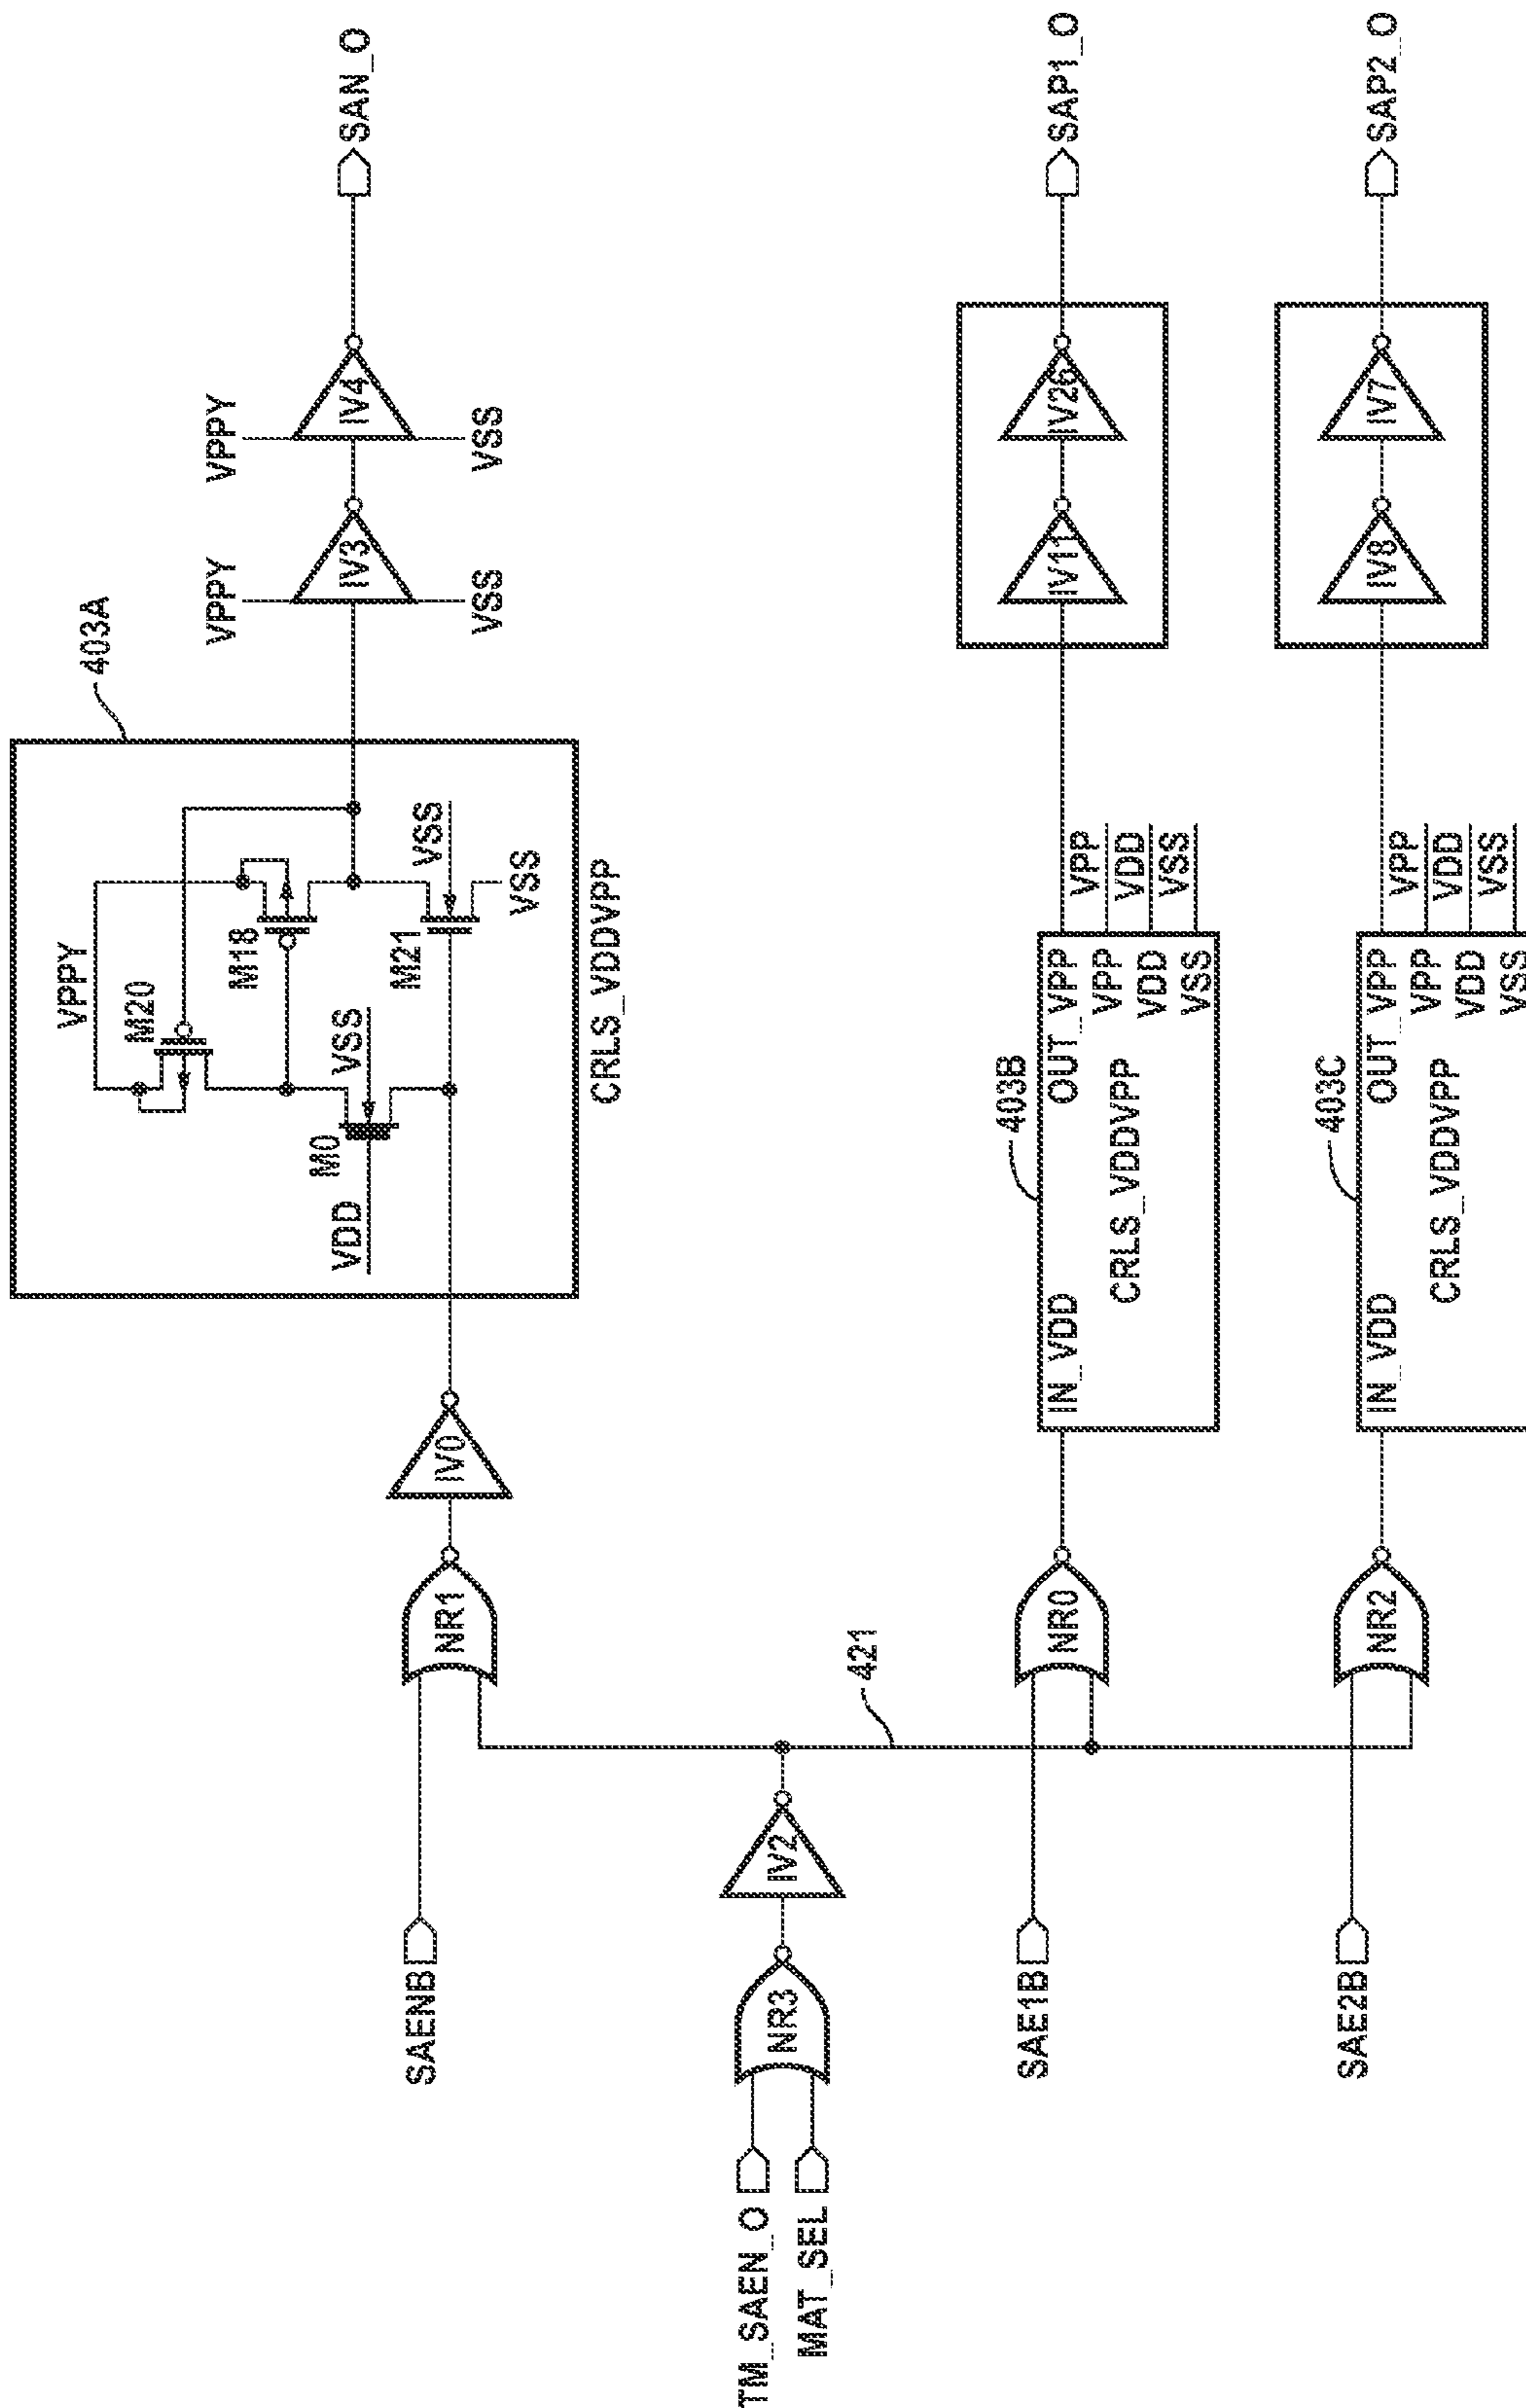 403A
VPPY
M20
M18
VDD
M0
VSS
M21
VSS
VSS
CRLS_VDDVPP
VPPY
VPPY
IV3
IV4
VSS
VSS
SAN_O
SAENB
NR1
IV0
TM_SAEN_O
MAT_SEL
NR3
IV2
421
SAE1B
NR0
403B
IN_VDD
OUT_VPP
VPP
VPP
VDD
VDD
VSS
VSS
CRLS_VDDVPP
IV11
IV26
SAP1_O
SAE2B
NR2
403C
IN_VDD
OUT_VPP
VPP
VPP
VDD
VDD
VSS
VSS
CRLS_VDDVPP
IV8
IV7
SAP2_O